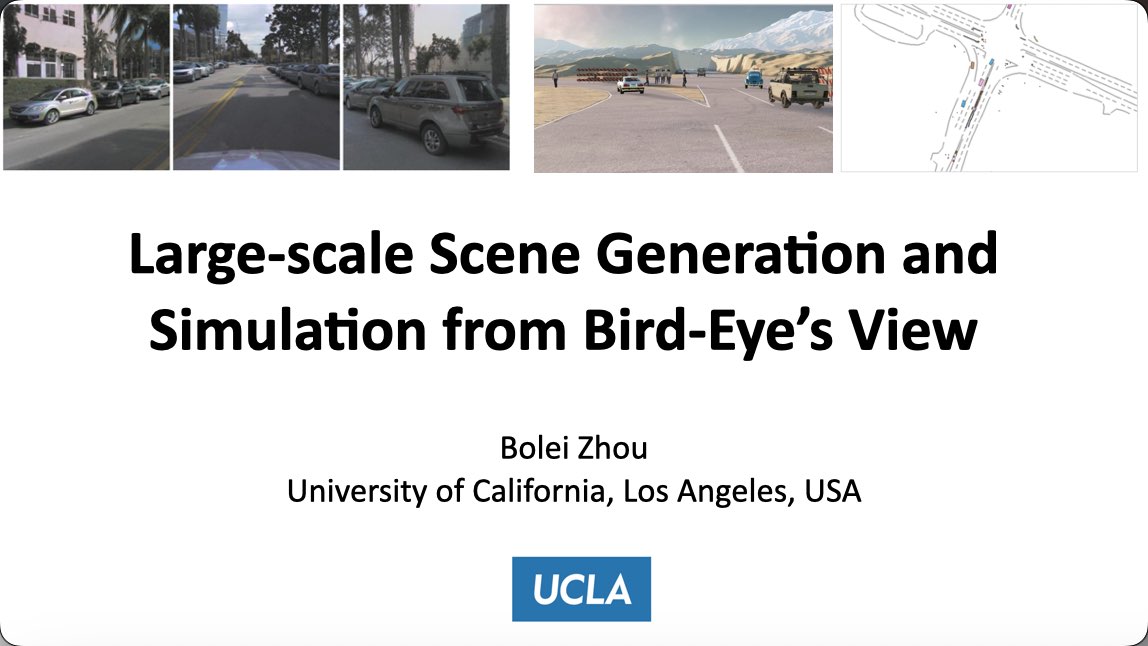 Large-scale Scene Generation and
Simulation from Bird-Eye’s View
Bolei Zhou
University of California, Los Angeles, USA
UCLA